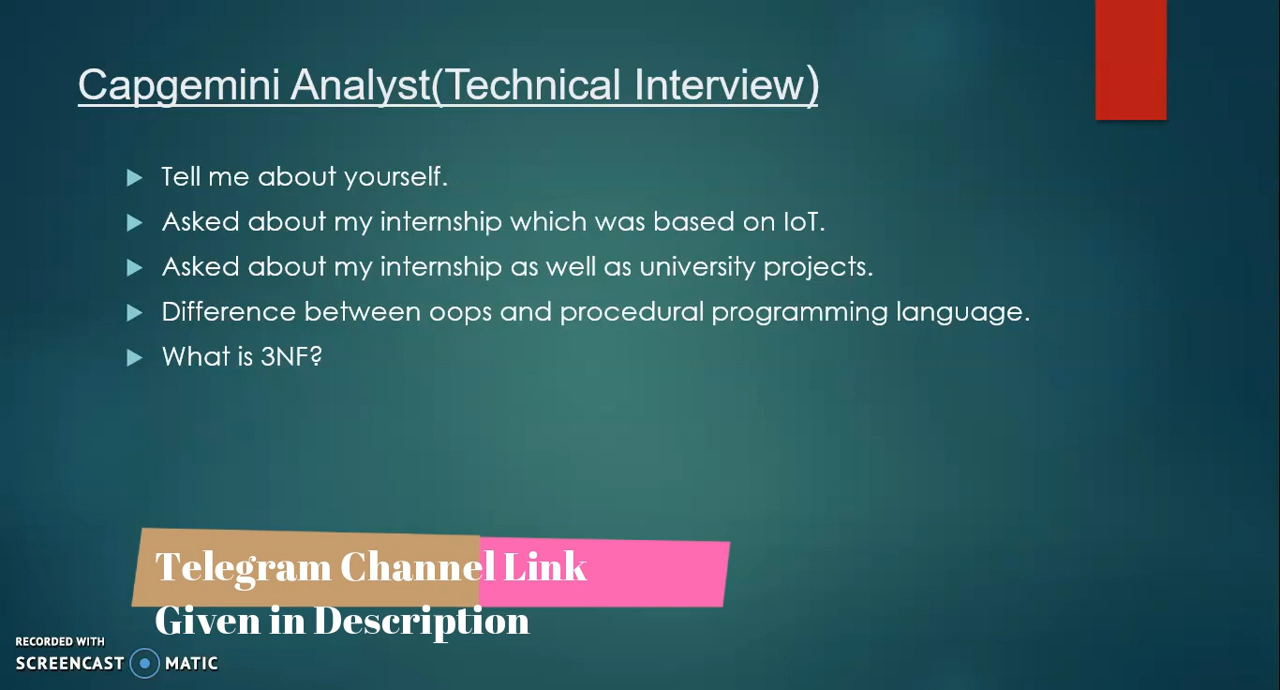 Capgemini Analyst(Technical Interview)
Tell me about yourself.
Asked about my internship which was based on IoT.
Asked about my internship as well as university projects.
Difference between oops and procedural programming language.
What is 3NF?
Telegram Channel Link
Given in Description
RECORDED WITH
SCREENCAST MATIC